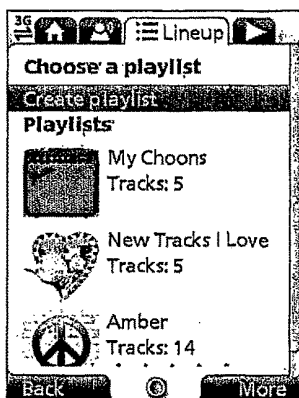 3G
Lineup
Choose a playlist
Create playlist
Playlists
My Choons
Tracks: 5
New Tracks I Love
Tracks: 5
Amber
Tracks: 14
Back
More